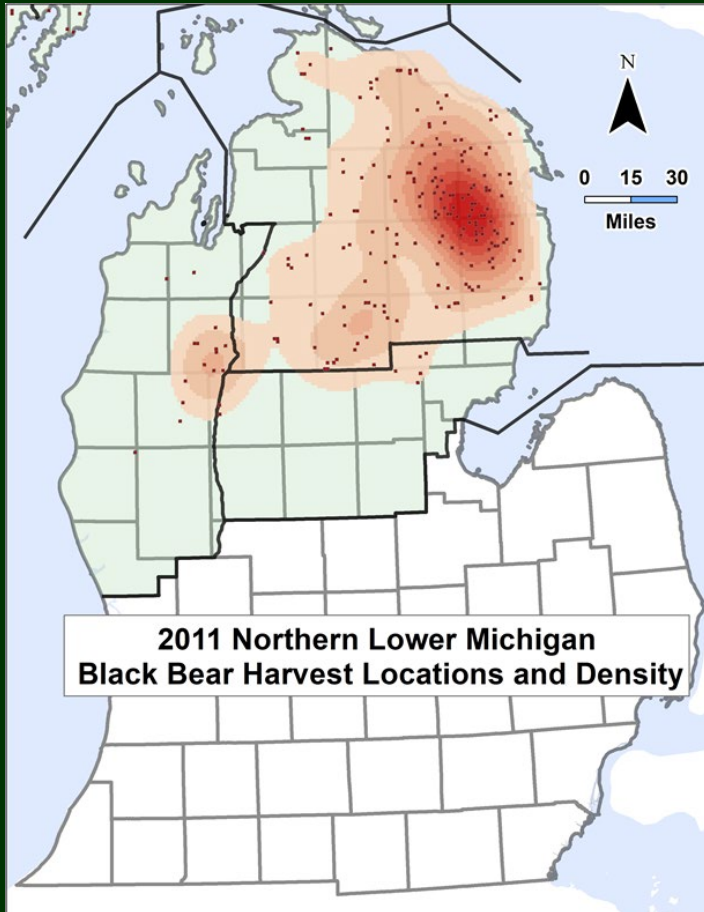 N
0 15 30
Miles
2011 Northern Lower Michigan
Black Bear Harvest Locations and Density